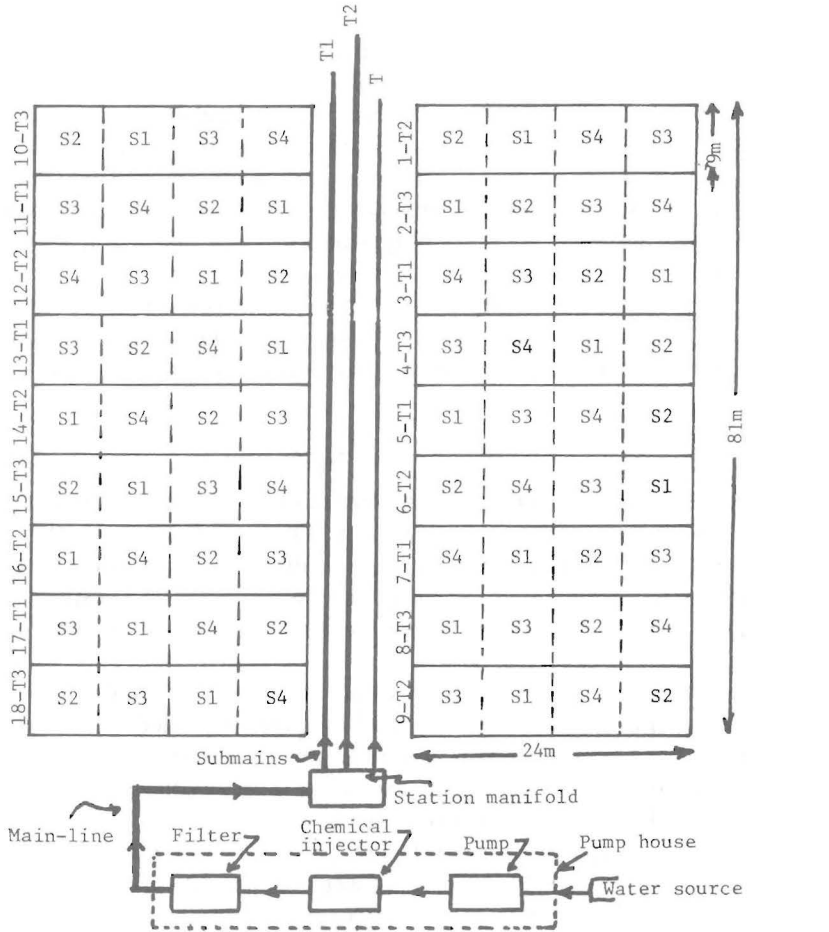 T1 T2 T
10-T3 S2 S1 S3 S4 1-T2 S2 S1 S4 S3 9m
11-T1 S3 S4 S2 S1 2-T3 S1 S2 S3 S4
12-T2 S4 S3 S1 S2 3-T1 S4 S3 S2 S1
13-T1 S3 S2 S4 S1 4-T3 S3 S4 S1 S2
14-T2 S1 S4 S2 S3 5-T1 S1 S3 S4 S2 81m
15-T3 S2 S1 S3 S4 6-T2 S2 S4 S3 S1
16-T2 S1 S4 S2 S3 7-T1 S4 S1 S2 S3
17-T1 S3 S1 S4 S2 8-T3 S1 S3 S2 S4
18-T3 S2 S3 S1 S4 9-T2 S3 S1 S4 S2
Submains
24m
Station manifold
Main-line
Filter
Chemical
injector
Pump
Pump house
Water source